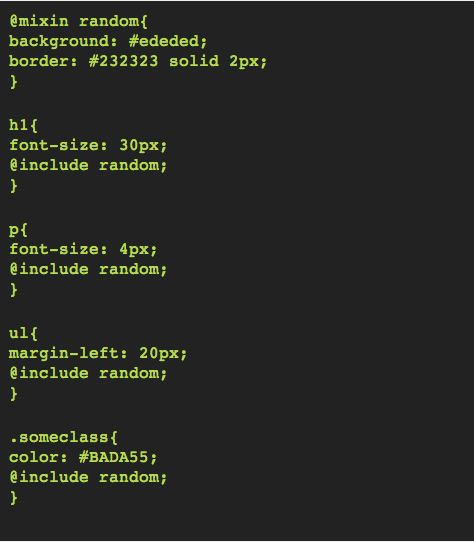 @mixin random{
background: #ededed;
border: #232323 solid 2px;
}
h1{
font-size: 30px;
@include random;
}
p{
font-size: 4px;
@include random;
}
ul{
margin-left: 20px;
@include random;
}
.someclass{
color: #BADA55;
@include random;
}